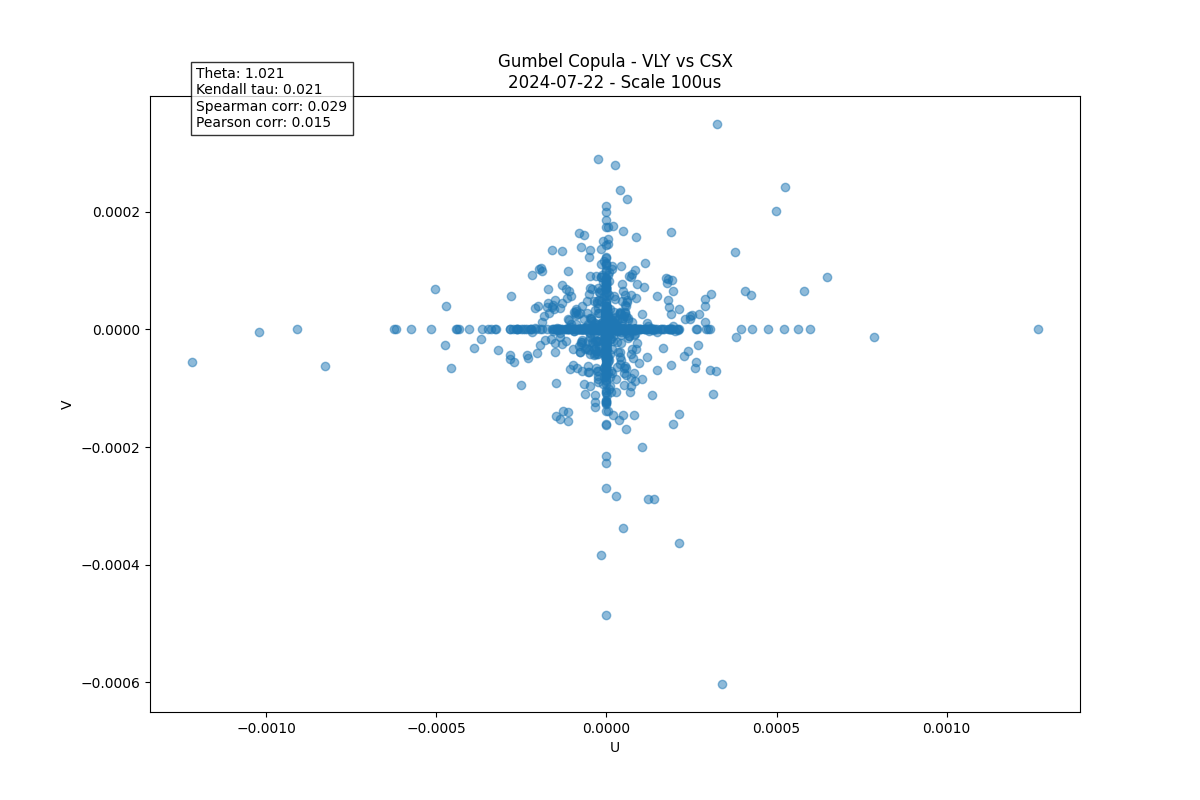 Gumbel Copula - VLY vs CSX
2024-07-22 - Scale 100us
Theta: 1.021
Kendall tau: 0.021
Spearman corr: 0.029
Pearson corr: 0.015
0.0002
0.0000
−0.0002
−0.0004
−0.0006
V
−0.0010
−0.0005
0.0000
0.0005
0.0010
U